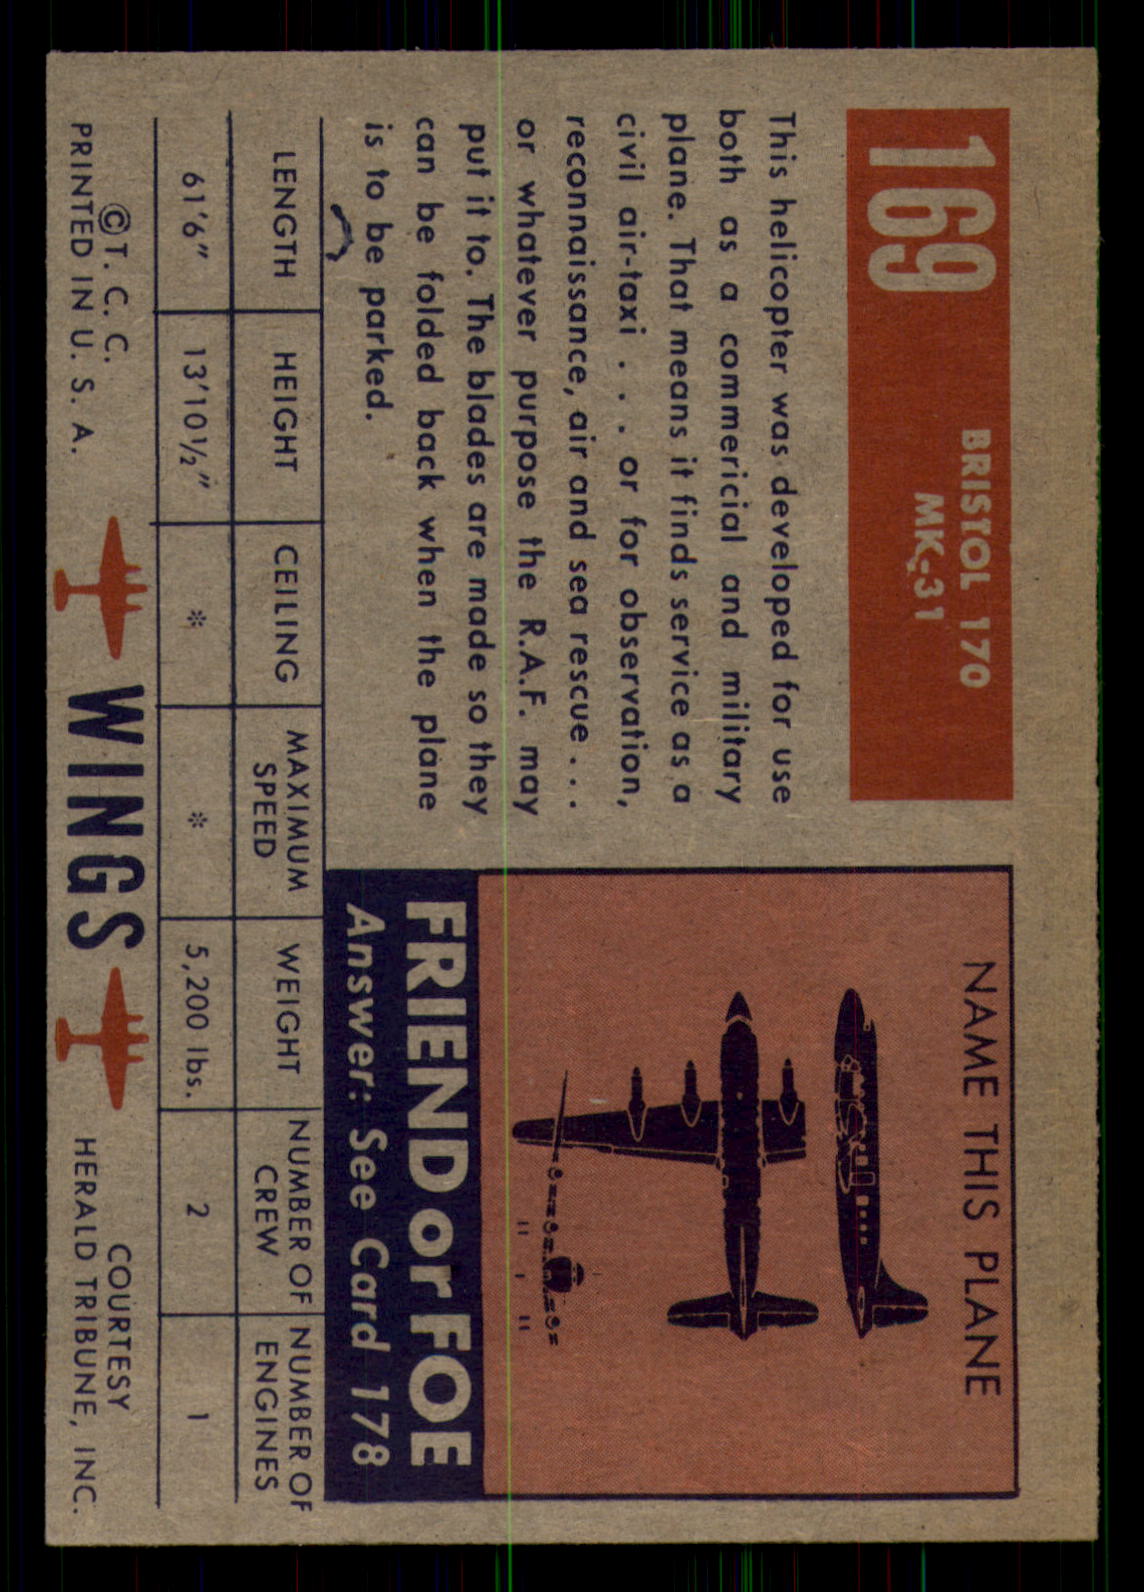 169
BRISTOL 170
MK-31
This helicopter was developed for use
both as a commericial and military
plane. That means it finds service as a
civil air-taxi . . . or for observation,
reconnaissance, air and sea rescue . . .
or whatever purpose the R.A.F. may
put it to. The blades are made so they
can be folded back when the plane
is to be parked.
NAME THIS PLANE
FRIEND or FOE
Answer: See Card 178
LENGTH HEIGHT CEILING MAXIMUM SPEED WEIGHT NUMBER OF CREW NUMBER OF ENGINES
61'6" 13'10½" * * 5,200 lbs. 2 1
©T. C. C.
PRINTED IN U. S. A.
WINGS
COURTESY
HERALD TRIBUNE, INC.